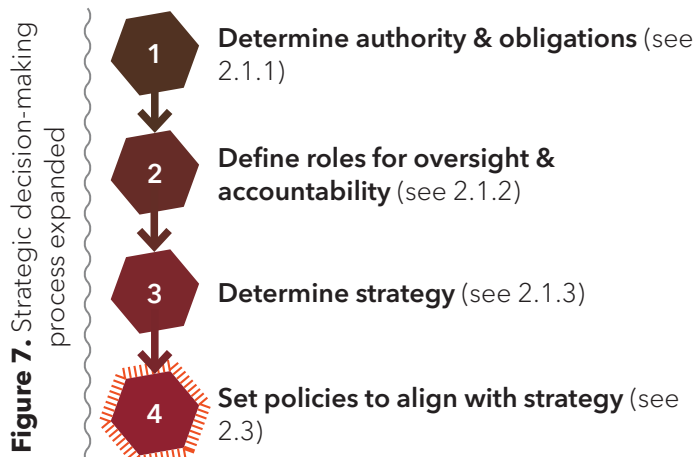 Figure 7. Strategic decision-making
process expanded
1
Determine authority & obligations (see
2.1.1)
2
Define roles for oversight &
accountability (see 2.1.2)
3
Determine strategy (see 2.1.3)
4
Set policies to align with strategy (see
2.3)